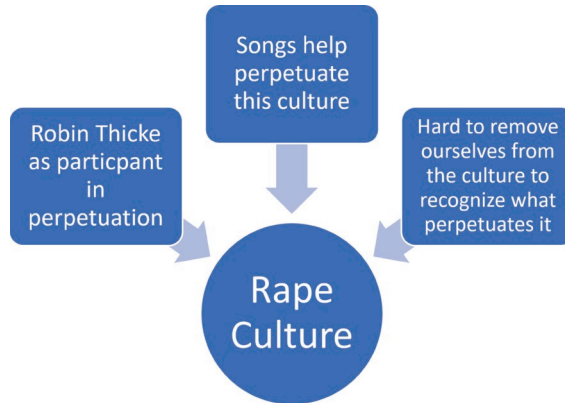 Songs help
perpetuate
this culture
Robin Thicke
as particpant
in
perpetuation
Hard to remove
ourselves from
the culture to
recognize what
perpetuates it
Rape
Culture